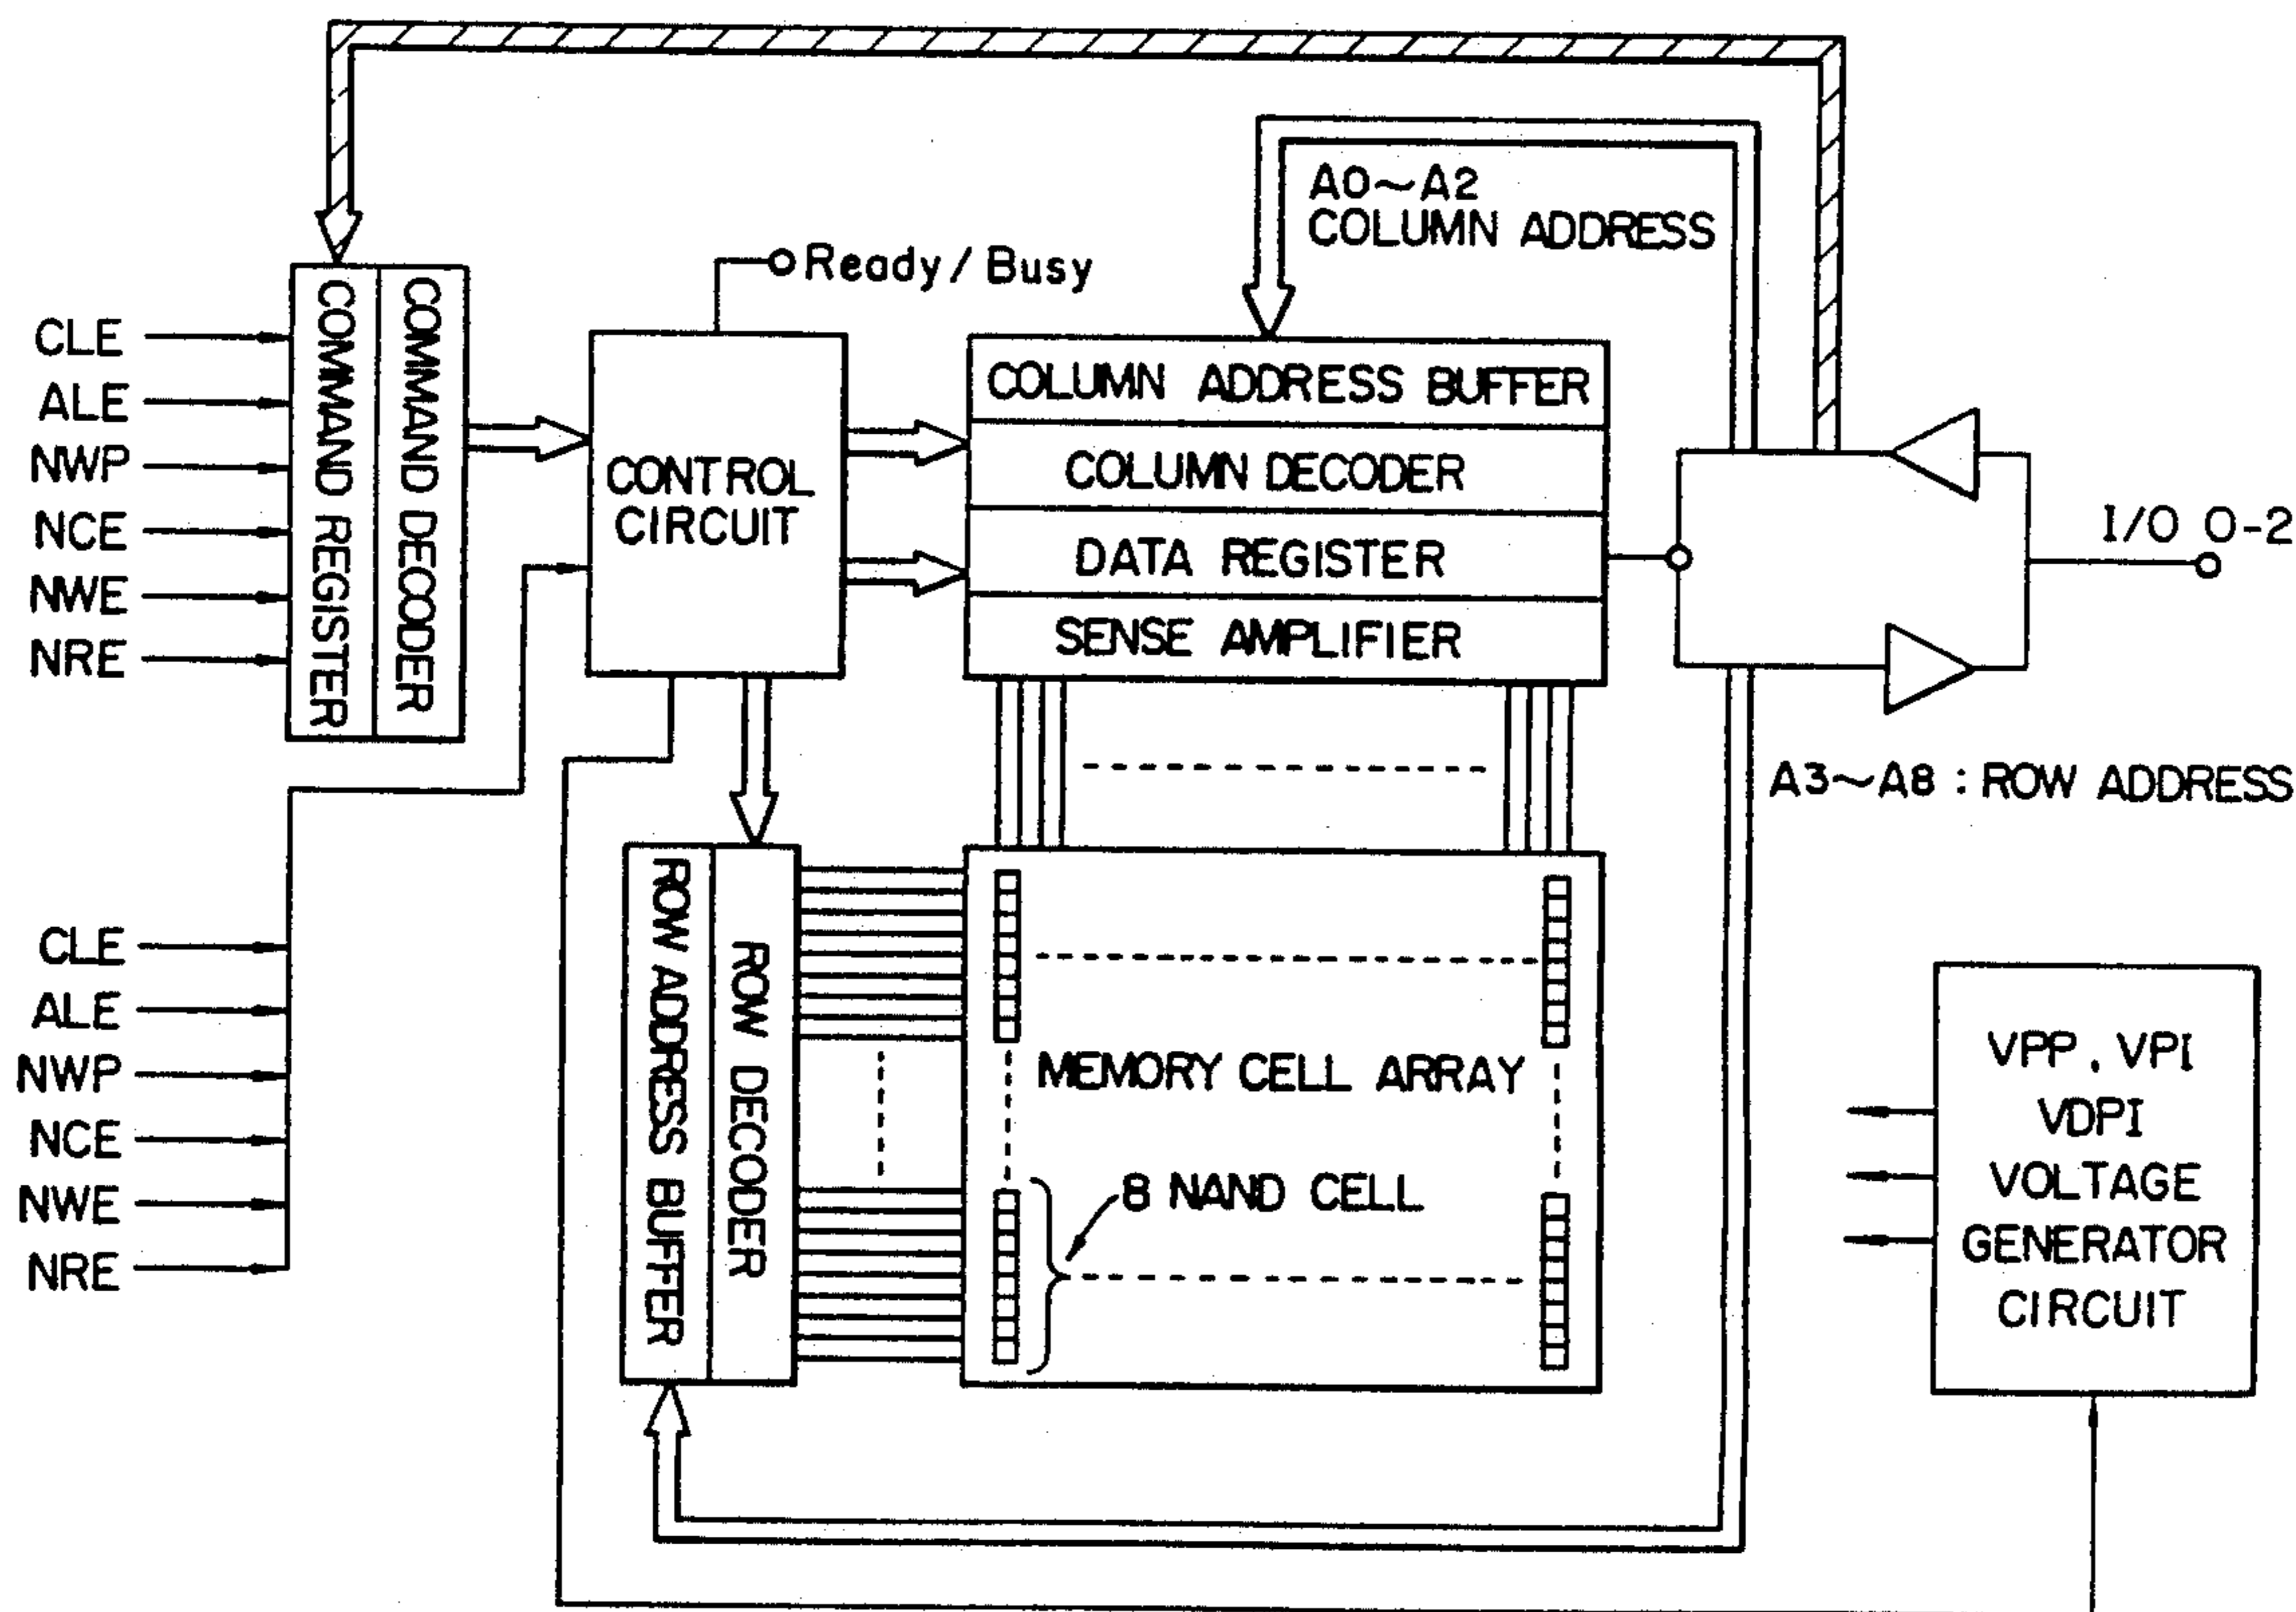 A0~A2
COLUMN ADDRESS
Ready / Busy
CLE
ALE
NWP
NCE
NWE
NRE
COMMAND REGISTER
COMMAND DECODER
CONTROL
CIRCUIT
COLUMN ADDRESS BUFFER
COLUMN DECODER
DATA REGISTER
SENSE AMPLIFIER
I/O 0-2
A3~A8 : ROW ADDRESS
CLE
ALE
NWP
NCE
NWE
NRE
ROW ADDRESS BUFFER
ROW DECODER
MEMORY CELL ARRAY
8 NAND CELL
VPP, VPI
VDPI
VOLTAGE
GENERATOR
CIRCUIT